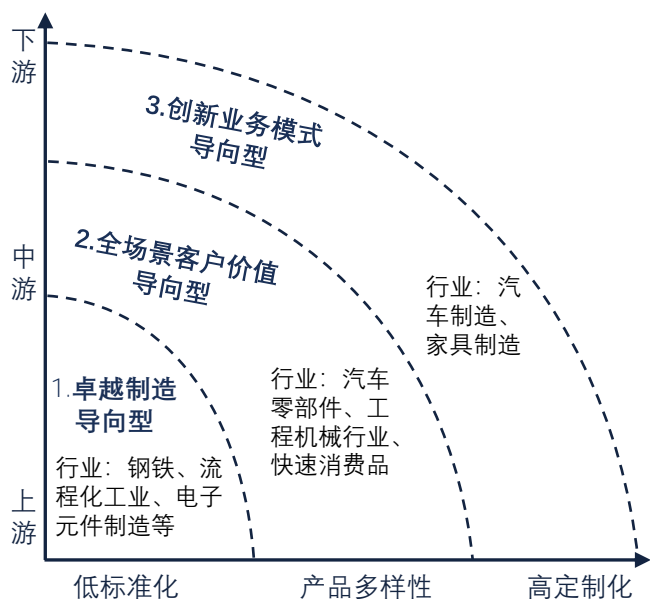 下
游
3.创新业务模式
导向型
2.全场景客户价值
导向型
中
游
行业：汽
车制造、
家具制造
1.卓越制造
导向型
行业：汽车
零部件、工
程机械行业、
快速消费品
行业：钢铁、流
程化工业、电子
元件制造等
上
游
低标准化
产品多样性
高定制化